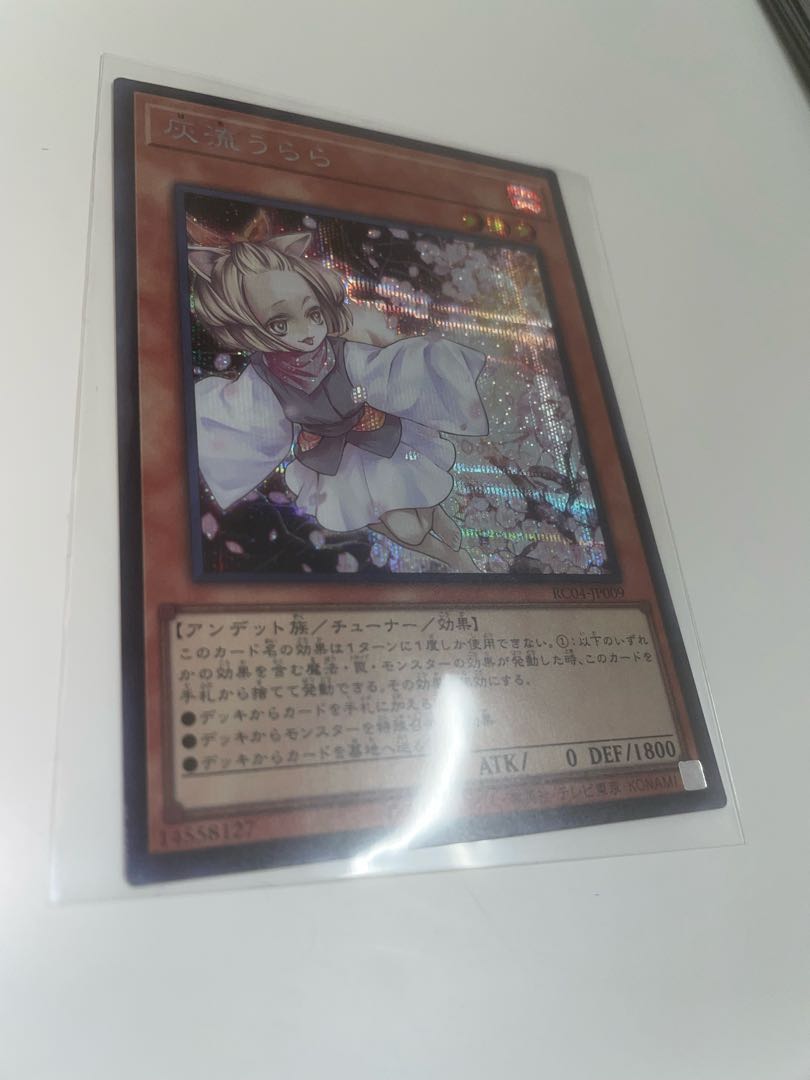 灰流うらら
RC04-JP009
【アンデット族／チューナー／効果】
このカード名の効果は1ターンに1度しか使用できない。①：以下のいずれ
かの効果を含む魔法・罠・モンスターの効果が発動した時、このカードを
手札から捨てて発動できる。その効果を無効にする。
●デッキからカードを手札に加える
●デッキからモンスターを特殊召喚 効果
●デッキからカードを墓地へ送る
ATK/ 0 DEF/1800
14558127
テレビ東京・KONAMI